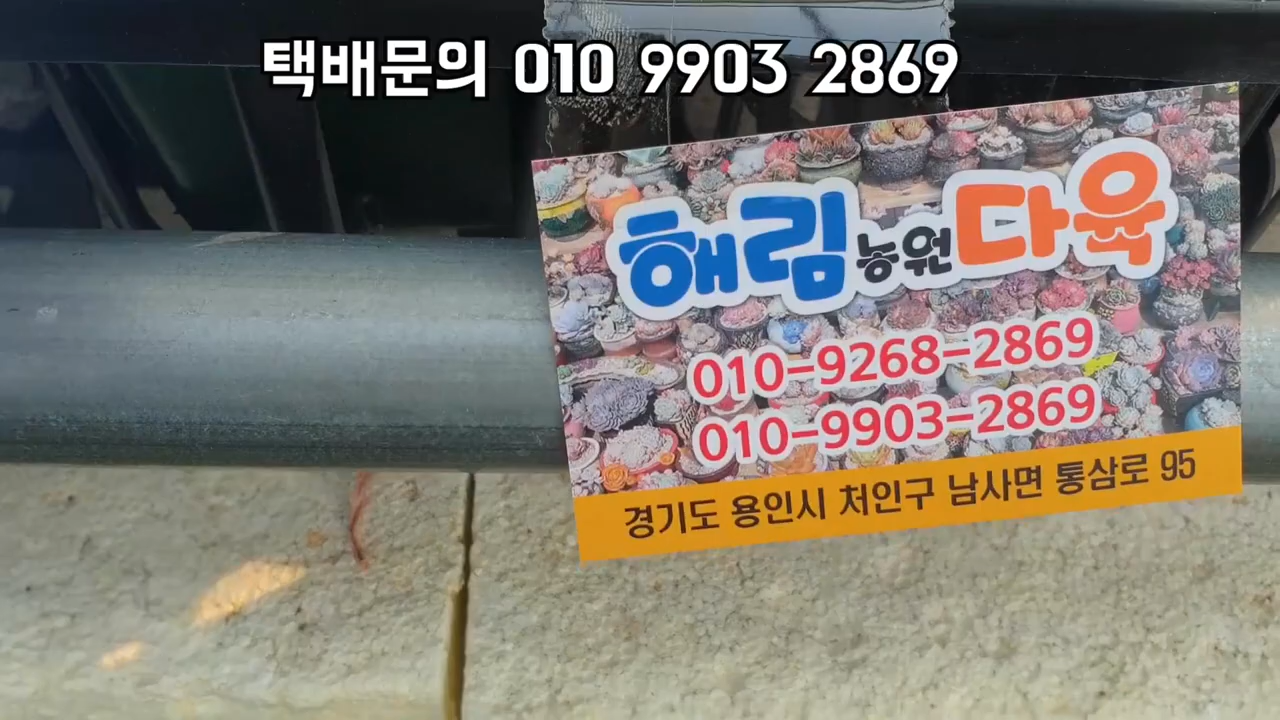 택배문의 010 9903 2869
해림농원다육
010-9268-2869
010-9903-2869
경기도 용인시 처인구 남사면 통삼로 95